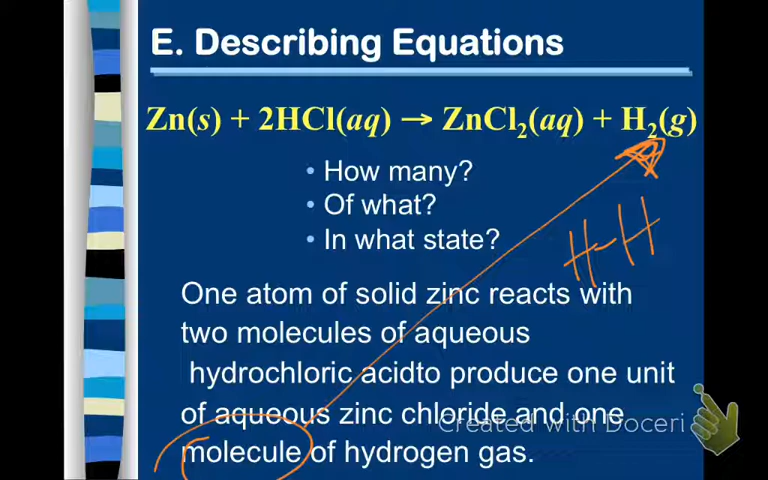 E. Describing Equations
Zn(s) + 2HCl(aq) → ZnCl₂(aq) + H₂(g)
• How many?
• Of what?
• In what state?
H-H
One atom of solid zinc reacts with
two molecules of aqueous
hydrochloric acidto produce one unit
of aqueous zinc chloride and one
Created with Doceri
molecule of hydrogen gas.